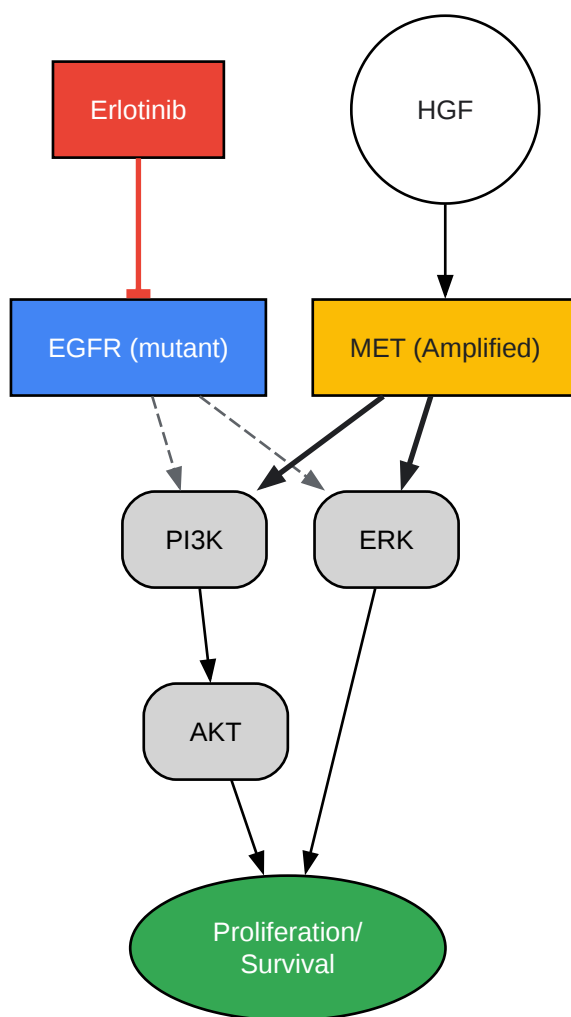 Erlotinib
HGF
EGFR (mutant)
MET (Amplified)
PI3K
ERK
AKT
Proliferation/
Survival